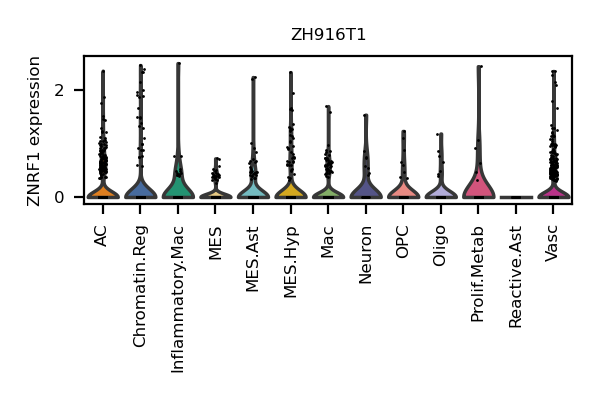 ZH916T1
ZNRF1 expression
2
0
AC
Chromatin.Reg
Inflammatory.Mac
MES
MES.Ast
MES.Hyp
Mac
Neuron
OPC
Oligo
Prolif.Metab
Reactive.Ast
Vasc